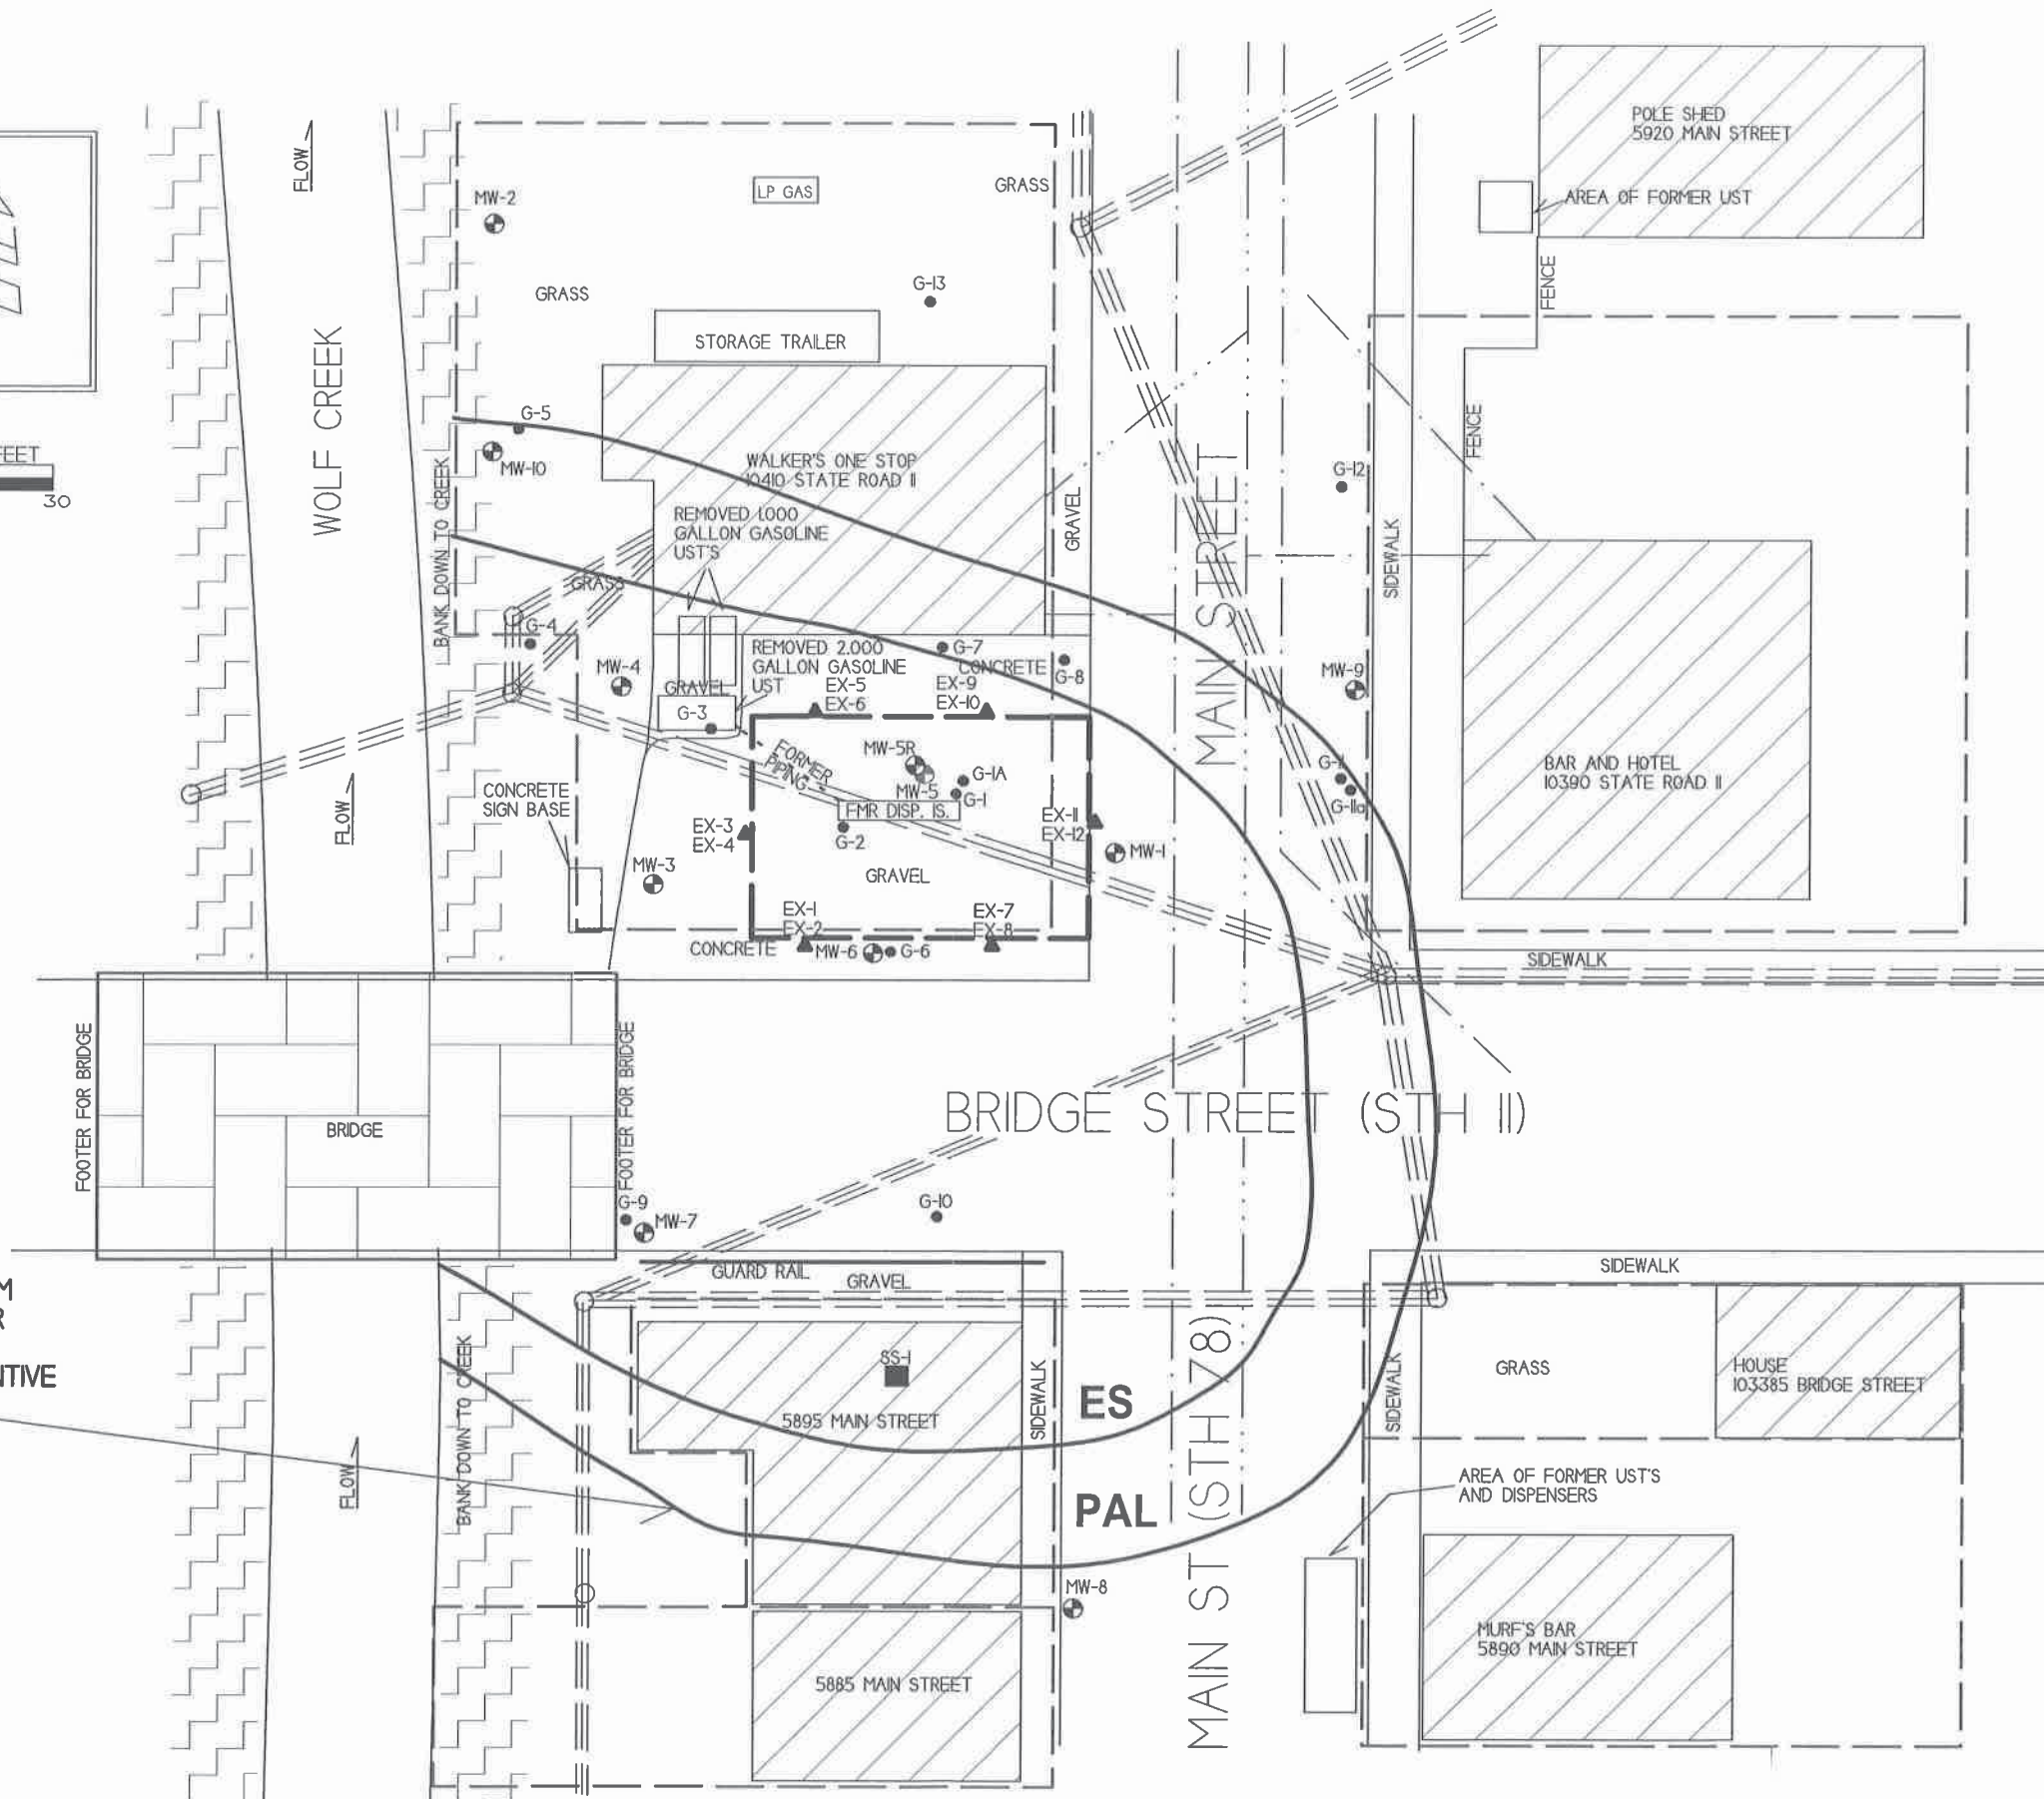 POLE SHED
5920 MAIN STREET
AREA OF FORMER UST
FENCE
FLOW
LP GAS
GRASS
MW-2
GRASS
G-13
STORAGE TRAILER
WOLF CREEK
G-5
MW-10
FEET
30
BANK DOWN TO CREEK
WALKER'S ONE STOP
10410 STATE ROAD 11
REMOVED 1,000
GALLON GASOLINE
UST'S
GRAVEL
MAIN STREET
G-12
SIDEWALK
FENCE
GRASS
G-4
MW-4
GRAVEL
REMOVED 2,000
GALLON GASOLINE
UST
G-7
CONCRETE
G-8
MW-9
EX-5
EX-6
EX-9
EX-10
G-3
FORMER
PIPING
MW-5R
MW-5
G-1A
G-1
FMR DISP. IS.
G-2
EX-3
EX-4
EX-11
EX-12
MW-1
G-11a
BAR AND HOTEL
10390 STATE ROAD 11
CONCRETE
SIGN BASE
FLOW
MW-3
GRAVEL
EX-1
EX-2
EX-7
EX-8
CONCRETE
MW-6
G-6
SIDEWALK
FOOTER FOR BRIDGE
BRIDGE
FOOTER FOR BRIDGE
BRIDGE STREET (STH 11)
G-9
MW-7
G-10
GUARD RAIL
GRAVEL
SIDEWALK
SS-1
5895 MAIN STREET
SIDEWALK
ES
PAL
MAIN ST (STH 78)
SIDEWALK
GRASS
HOUSE
103385 BRIDGE STREET
BANK DOWN TO CREEK
FLOW
AREA OF FORMER UST'S
AND DISPENSERS
MW-8
MURF'S BAR
5890 MAIN STREET
5885 MAIN STREET